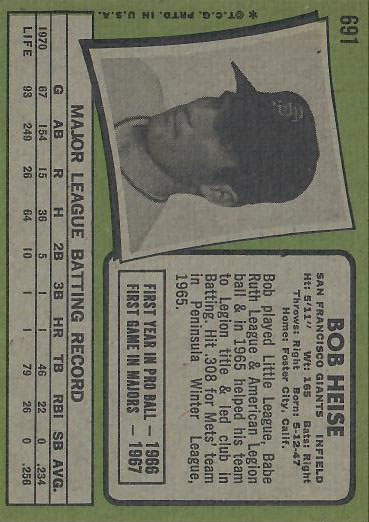 691
BOB HEISE
SAN FRANCISCO GIANTS INFIELD
Ht: 5'11" Wt: 165 Bats: Right
Throws: Right Born: 5-12-47
Home: Foster City, Calif.
Bob played Little League, Babe
Ruth League & American Legion
ball & in 1965 helped his team
to Legion title & led club in
Batting. Hit .308 for Mets' team
in Peninsula Winter League,
1965.
FIRST YEAR IN PRO BALL — 1966
FIRST GAME IN MAJORS — 1967
MAJOR LEAGUE BATTING RECORD
G AB R H 2B 3B HR TB RBI SB AVG.
1970 67 154 15 36 5 1 1 46 22 0 .234
LIFE 93 249 26 64 10 1 1 79 26 0 .256
✻©T.C.G. PRTD. IN U.S.A.
SF